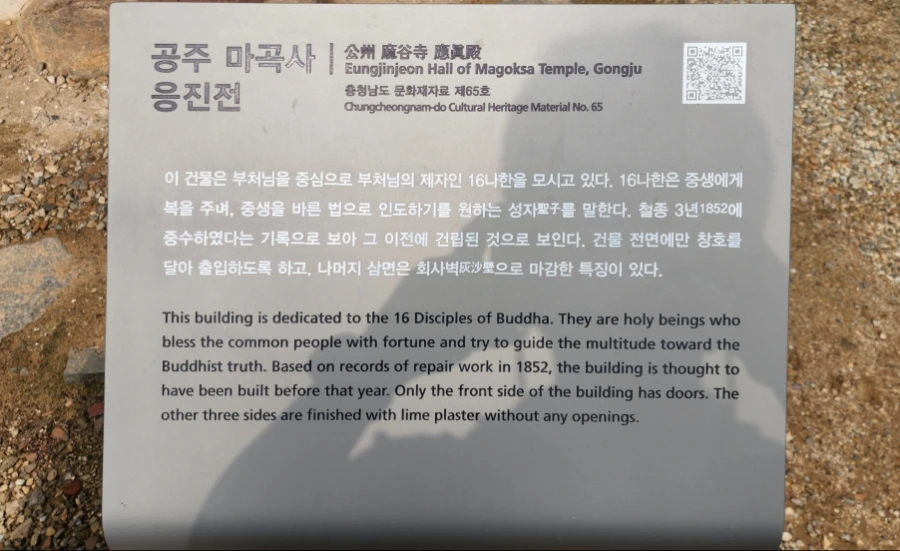 공주 마곡사
응진전
公州 麻谷寺 應眞殿
Eungjinjeon Hall of Magoksa Temple, Gongju
충청남도 문화재자료 제65호
Chungcheongnam-do Cultural Heritage Material No. 65
이 건물은 부처님을 중심으로 부처님의 제자인 16나한을 모시고 있다. 16나한은 중생에게
복을 주며, 중생을 바른 법으로 인도하기를 원하는 성자聖子를 말한다. 철종 3년1852에
중수하였다는 기록으로 보아 그 이전에 건립된 것으로 보인다. 건물 전면에만 창호를
달아 출입하도록 하고, 나머지 삼면은 회사벽灰沙壁으로 마감한 특징이 있다.
This building is dedicated to the 16 Disciples of Buddha. They are holy beings who
bless the common people with fortune and try to guide the multitude toward the
Buddhist truth. Based on records of repair work in 1852, the building is thought to
have been built before that year. Only the front side of the building has doors. The
other three sides are finished with lime plaster without any openings.